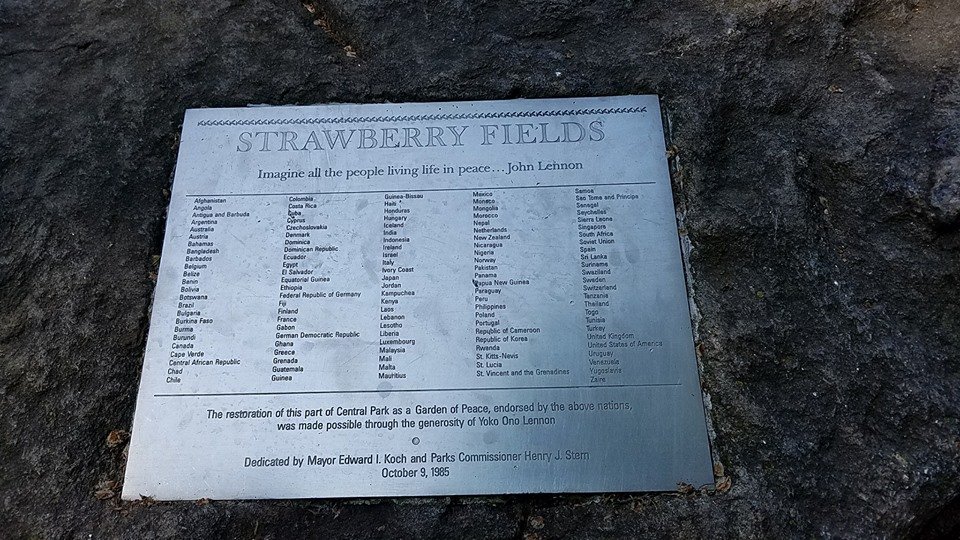 STRAWBERRY FIELDS
Imagine all the people living life in peace... John Lennon
Afghanistan
Angola
Antigua and Barbuda
Argentina
Australia
Austria
Bahamas
Bangladesh
Barbados
Belgium
Belize
Benin
Bolivia
Botswana
Brazil
Bulgaria
Burkina Faso
Burma
Burundi
Canada
Cape Verde
Central African Republic
Chad
Chile
Colombia
Costa Rica
Cuba
Cyprus
Czechoslovakia
Denmark
Dominica
Dominican Republic
Ecuador
Egypt
El Salvador
Equatorial Guinea
Ethiopia
Federal Republic of Germany
Fiji
Finland
France
Gabon
German Democratic Republic
Ghana
Greece
Grenada
Guatemala
Guinea
Guinea-Bissau
Haiti
Honduras
Hungary
Iceland
India
Indonesia
Ireland
Israel
Italy
Ivory Coast
Japan
Jordan
Kampuchea
Kenya
Laos
Lebanon
Lesotho
Liberia
Luxembourg
Malaysia
Mali
Malta
Mauritius
Mexico
Monaco
Mongolia
Morocco
Nepal
Netherlands
New Zealand
Nicaragua
Nigeria
Norway
Pakistan
Panama
Papua New Guinea
Paraguay
Peru
Philippines
Poland
Portugal
Republic of Cameroon
Republic of Korea
Rwanda
St. Kitts-Nevis
St. Lucia
St. Vincent and the Grenadines
Samoa
Sao Tome and Principe
Senegal
Seychelles
Sierra Leone
Singapore
South Africa
Soviet Union
Spain
Sri Lanka
Suriname
Swaziland
Sweden
Switzerland
Tanzania
Thailand
Togo
Tunisia
Turkey
United Kingdom
United States of America
Uruguay
Venezuela
Yugoslavia
Zaire
The restoration of this part of Central Park as a Garden of Peace, endorsed by the above nations,
was made possible through the generosity of Yoko Ono Lennon
Dedicated by Mayor Edward I. Koch and Parks Commissioner Henry J. Stern
October 9, 1985